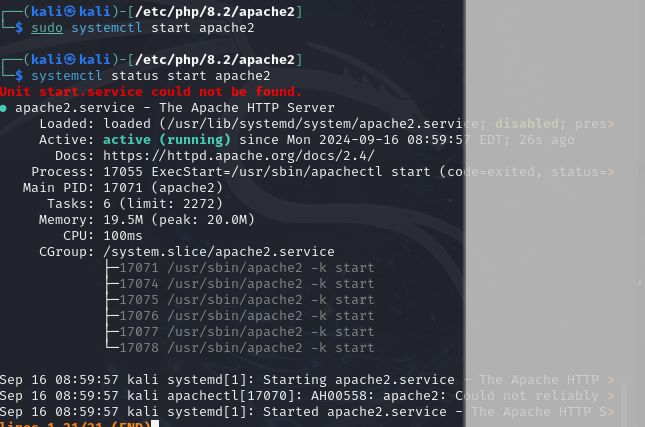 ┌──(kali㉿kali)-[/etc/php/8.2/apache2]
└─$ sudo systemctl start apache2
┌──(kali㉿kali)-[/etc/php/8.2/apache2]
└─$ systemctl status start apache2
Unit start.service could not be found.
● apache2.service - The Apache HTTP Server
Loaded: loaded (/usr/lib/systemd/system/apache2.service; disabled; pres>
Active: active (running) since Mon 2024-09-16 08:59:57 EDT; 26s ago
Docs: https://httpd.apache.org/docs/2.4/
Process: 17055 ExecStart=/usr/sbin/apachectl start (code=exited, status=>
Main PID: 17071 (apache2)
Tasks: 6 (limit: 2272)
Memory: 19.5M (peak: 20.0M)
CPU: 100ms
CGroup: /system.slice/apache2.service
├─17071 /usr/sbin/apache2 -k start
├─17074 /usr/sbin/apache2 -k start
├─17075 /usr/sbin/apache2 -k start
├─17076 /usr/sbin/apache2 -k start
├─17077 /usr/sbin/apache2 -k start
└─17078 /usr/sbin/apache2 -k start
Sep 16 08:59:57 kali systemd[1]: Starting apache2.service - The Apache HTTP >
Sep 16 08:59:57 kali apachectl[17070]: AH00558: apache2: Could not reliably >
Sep 16 08:59:57 kali systemd[1]: Started apache2.service - The Apache HTTP S>
lines 1-21/21 (END)